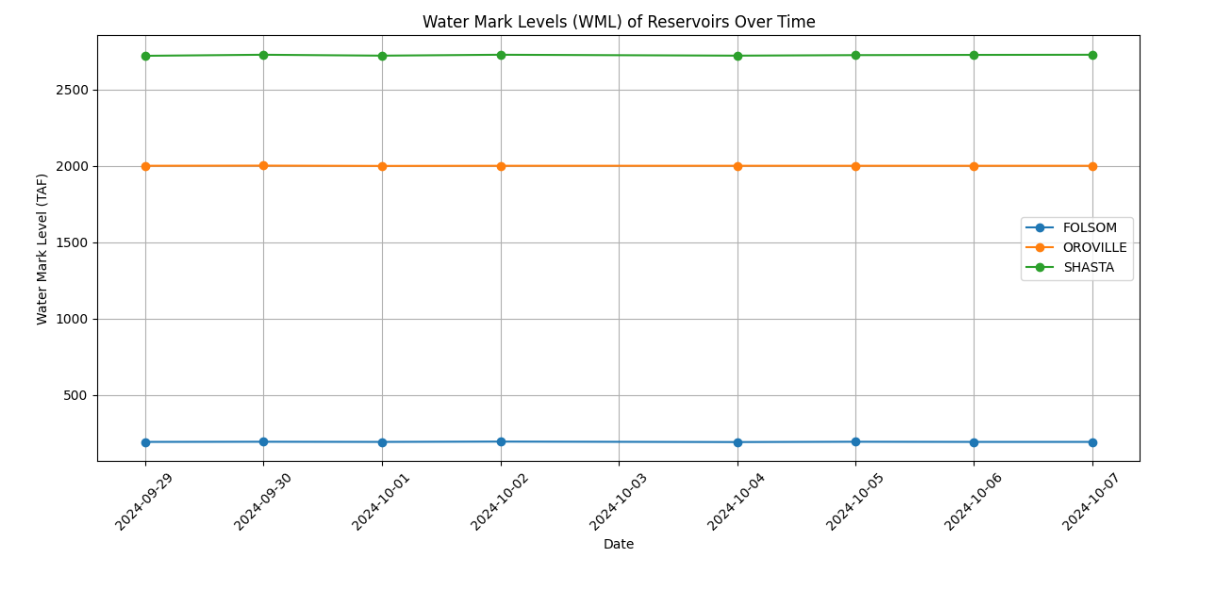 Water Mark Levels (WML) of Reservoirs Over Time
Water Mark Level (TAF)
2500
2000
1500
1000
500
FOLSOM
OROVILLE
SHASTA
2024-09-29
2024-09-30
2024-10-01
2024-10-02
2024-10-03
2024-10-04
2024-10-05
2024-10-06
2024-10-07
Date